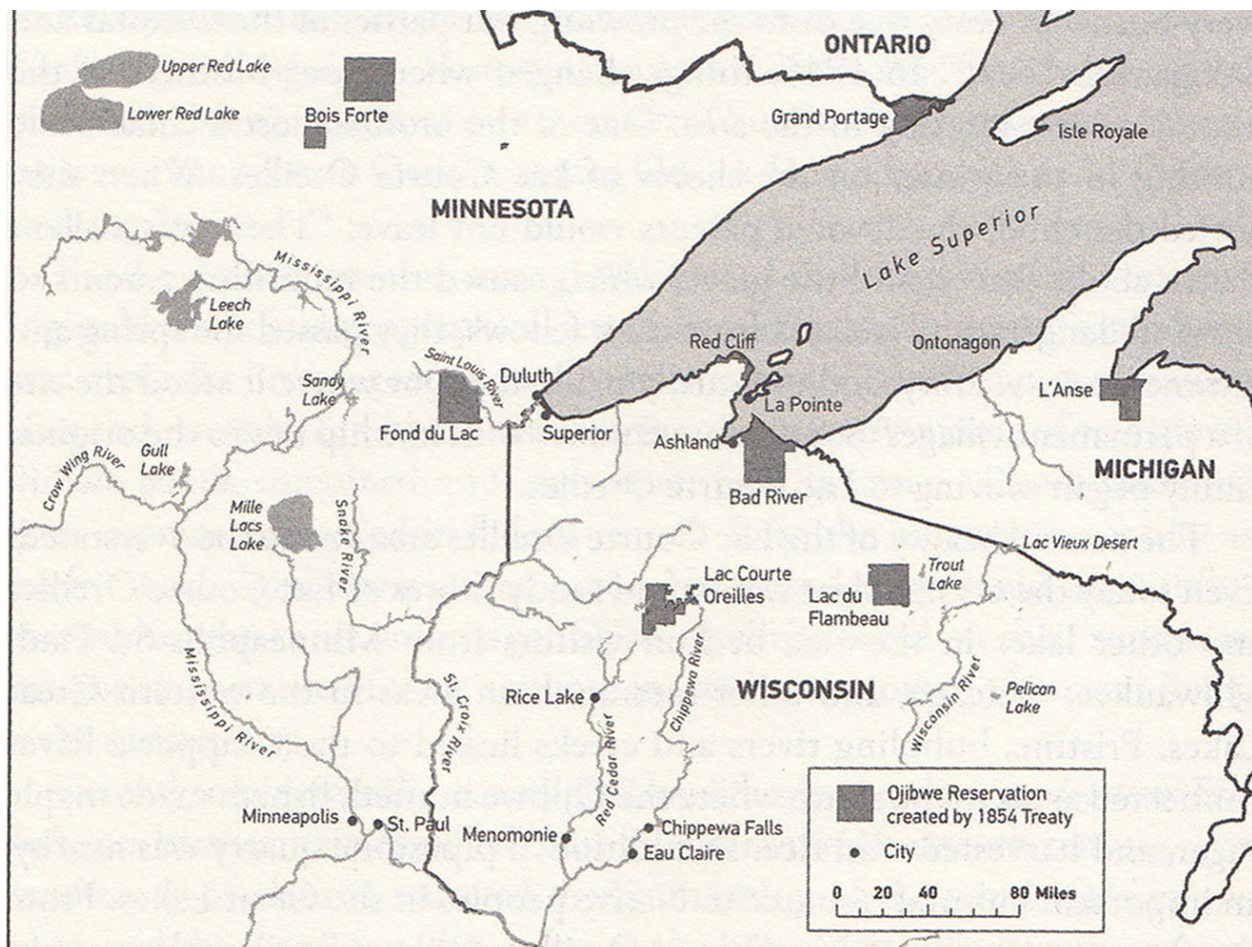 ONTARIO
Upper Red Lake
Lower Red Lake
Bois Forte
Grand Portage
Isle Royale
MINNESOTA
Lake Superior
Mississippi River
Leech
Lake
Red Cliff
Ontonagon
Saint Louis River
Duluth
Sandy
Lake
La Pointe
L'Anse
Fond du Lac
Superior
Ashland
Crow Wing River
Gull
Lake
Bad River
MICHIGAN
Mille
Lacs
Lake
Snake River
Lac Vieux Desert
Trout
Lake
Lac Courte
Oreilles
Lac du
Flambeau
Mississippi River
St. Croix River
Rice Lake
Chippewa River
WISCONSIN
Wisconsin River
Pelican
Lake
Red Cedar River
Minneapolis
St. Paul
Menomonie
Chippewa Falls
Eau Claire
Ojibwe Reservation
created by 1854 Treaty
City
0 20 40 80 Miles